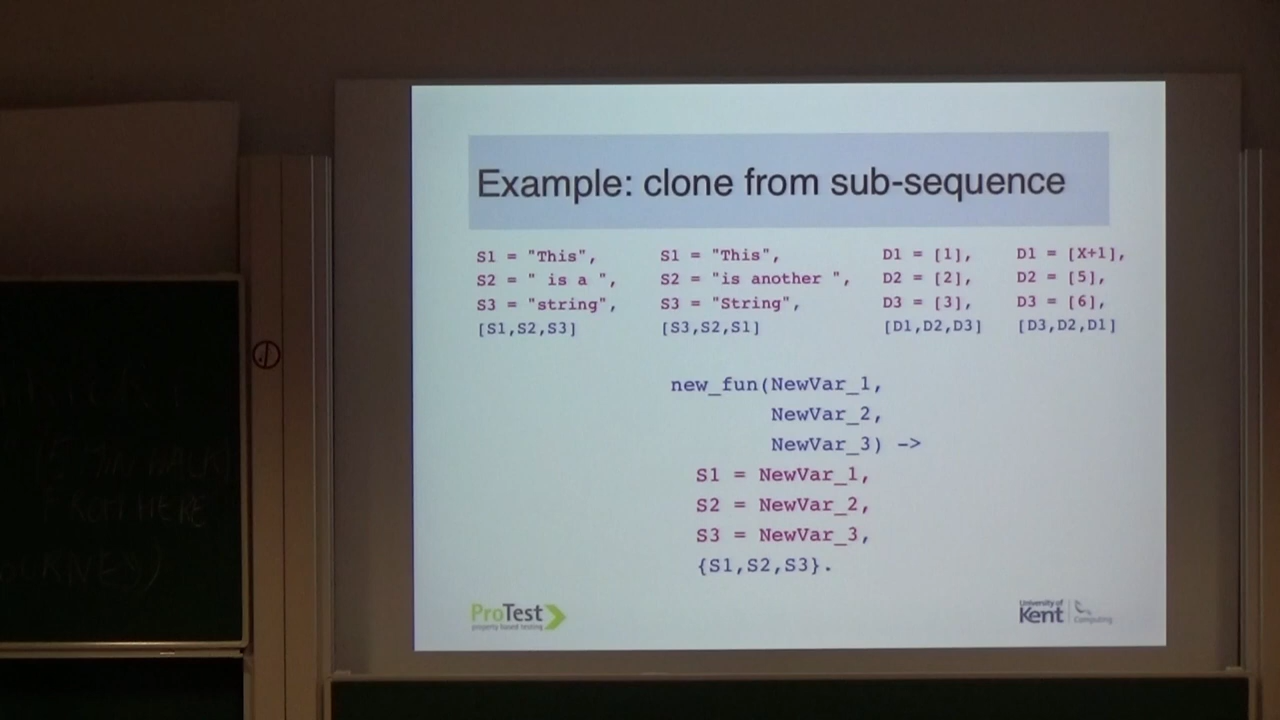 Example: clone from sub-sequence
S1 = "This",
S2 = " is a ",
S3 = "string",
[S1,S2,S3]
S1 = "This",
S2 = "is another ",
S3 = "String",
[S3,S2,S1]
D1 = [1],
D2 = [2],
D3 = [3],
[D1,D2,D3]
D1 = [X+1],
D2 = [5],
D3 = [6],
[D3,D2,D1]
new_fun(NewVar_1,
NewVar_2,
NewVar_3) ->
S1 = NewVar_1,
S2 = NewVar_2,
S3 = NewVar_3,
{S1,S2,S3}.
ProTest
property based testing
University of
Kent
Computing
FROM HERE